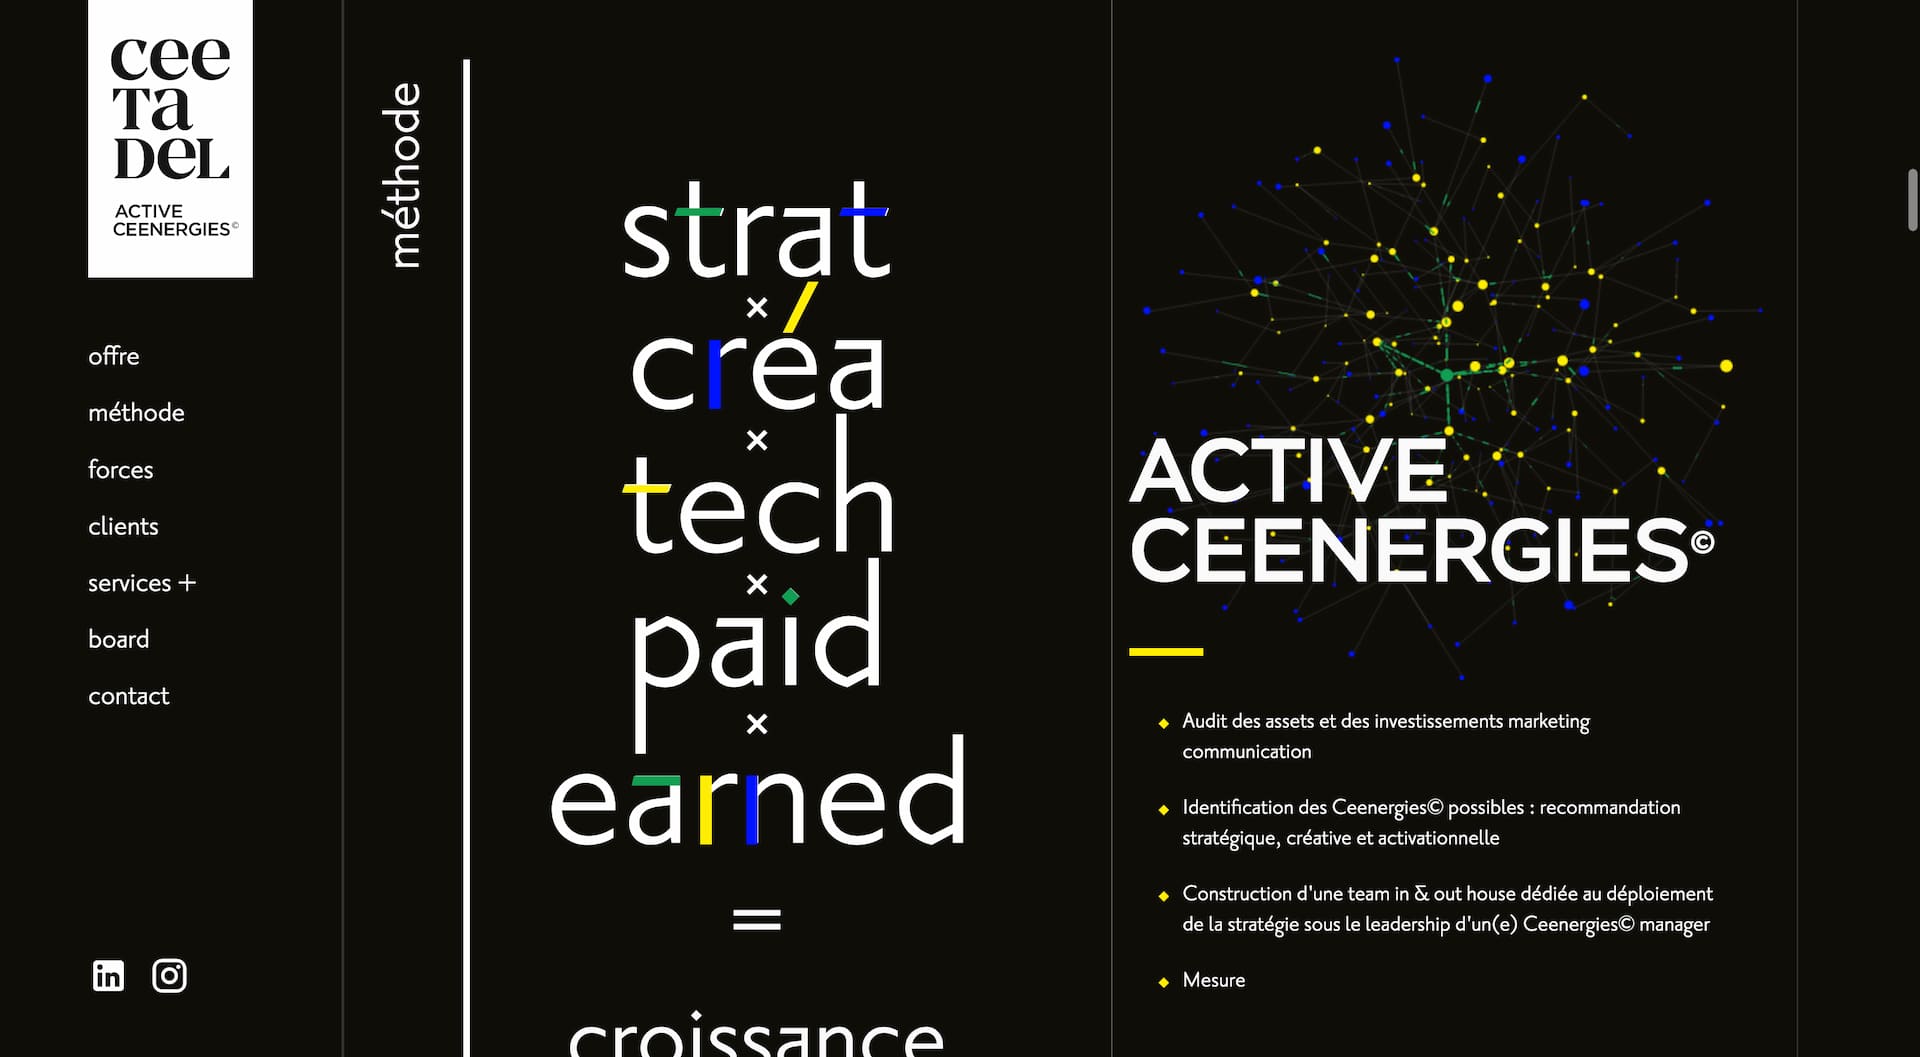 cee
Ta
DeL
ACTIVE
CEENERGIES©
offre
méthode
forces
clients
services +
board
contact
in
méthode
strat
×
créa
×
tech
×
paid
×
earned
=
croissance
ACTIVE
CEENERGIES©
Audit des assets et des investissements marketing
communication
Identification des Ceenergies© possibles : recommandation
stratégique, créative et activationnelle
Construction d'une team in & out house dédiée au déploiement
de la stratégie sous le leadership d'un(e) Ceenergies© manager
Mesure